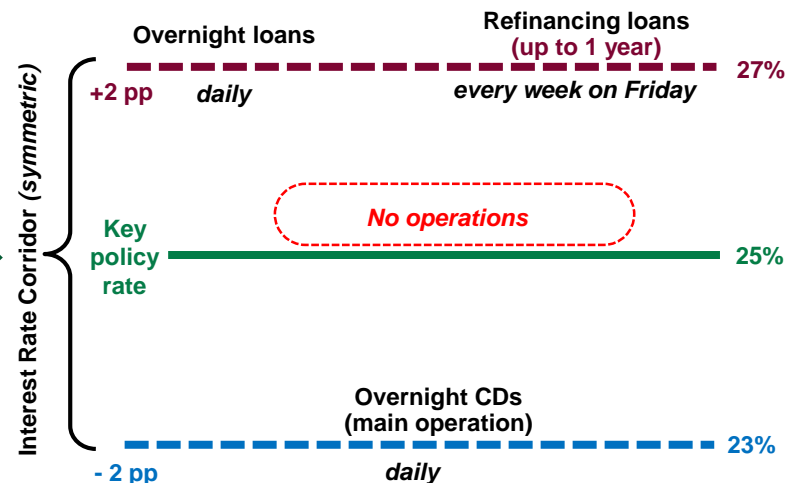 Overnight loans
Refinancing loans
(up to 1 year)
27%
+2 pp
daily
every week on Friday
Interest Rate Corridor (symmetric)
No operations
Key
policy
rate
25%
Overnight CDs
(main operation)
23%
- 2 pp
daily